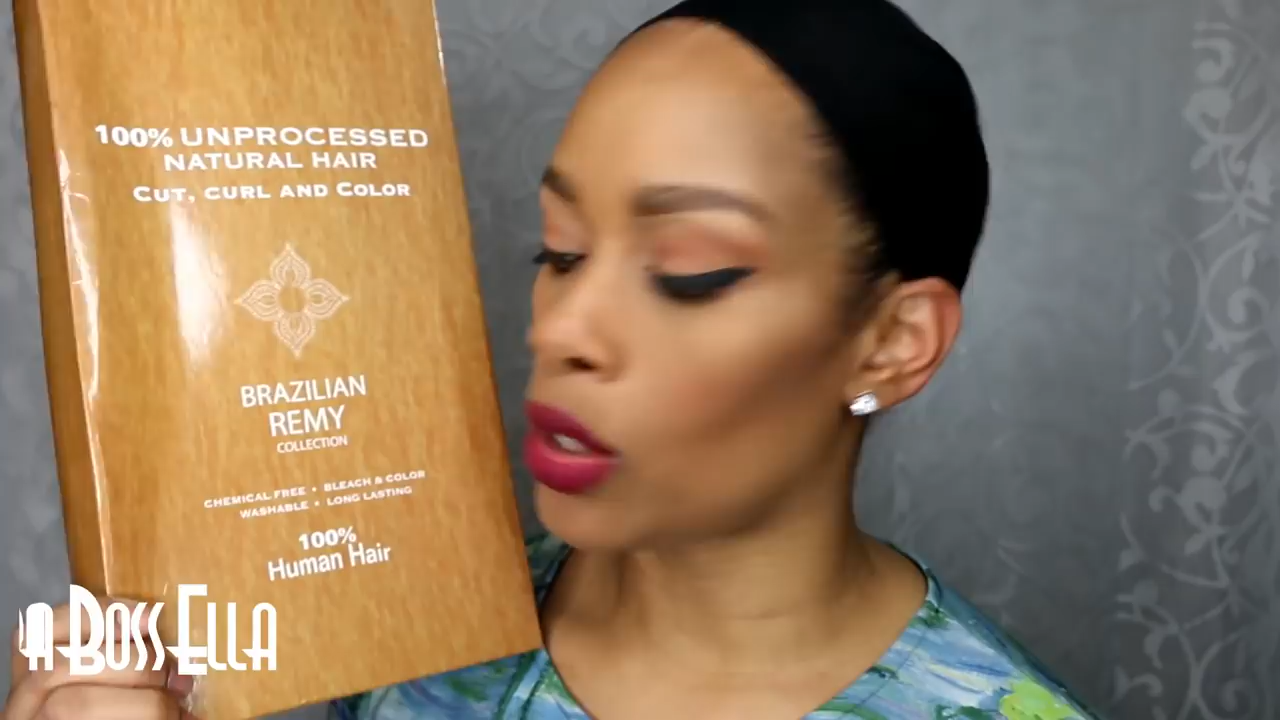 100% UNPROCESSED
NATURAL HAIR
CUT, CURL AND COLOR
BRAZILIAN
REMY
COLLECTION
CHEMICAL FREE • BLEACH & COLOR
WASHABLE • LONG LASTING
100%
Human Hair
A BOSS ELLA